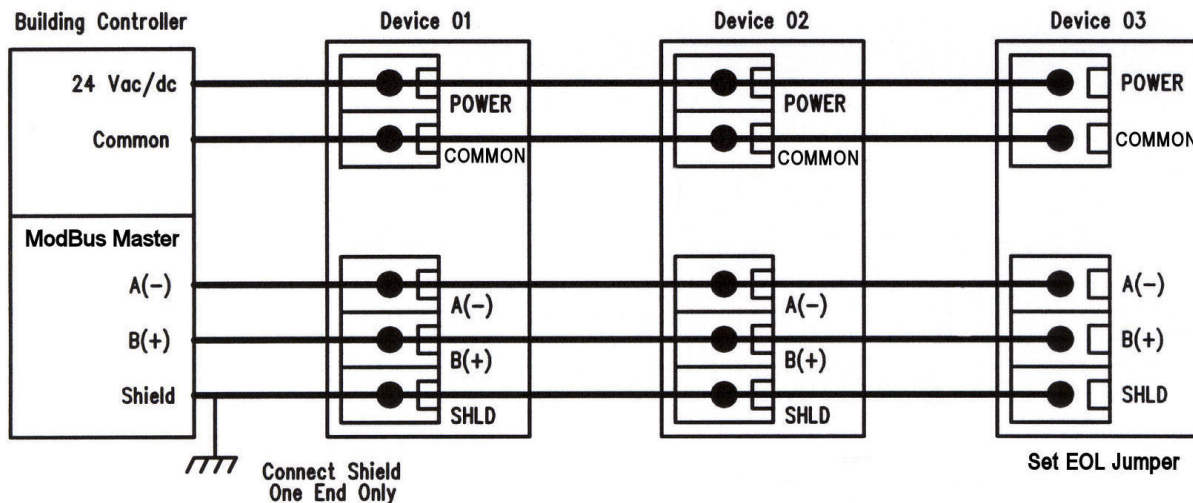 Building Controller
Device 01
Device 02
Device 03
24 Vac/dc
POWER
POWER
POWER
Common
COMMON
COMMON
COMMON
ModBus Master
A(-)
A(-)
A(-)
A(-)
B(+)
B(+)
B(+)
B(+)
Shield
SHLD
SHLD
SHLD
Connect Shield
One End Only
Set EOL Jumper